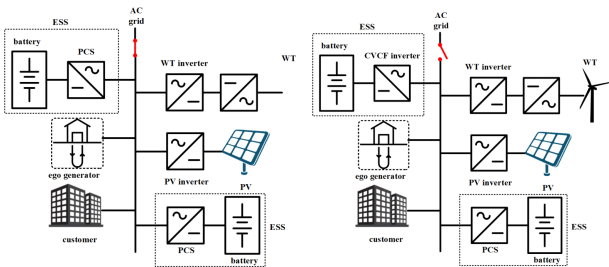 AC
grid
ESS
battery
PCS
WT inverter
WT
ego generator
PV inverter
PV
customer
PCS
ESS
battery
AC
grid
ESS
battery
CVCF inverter
WT inverter
WT
ego generator
PV inverter
PV
customer
PCS
ESS
battery